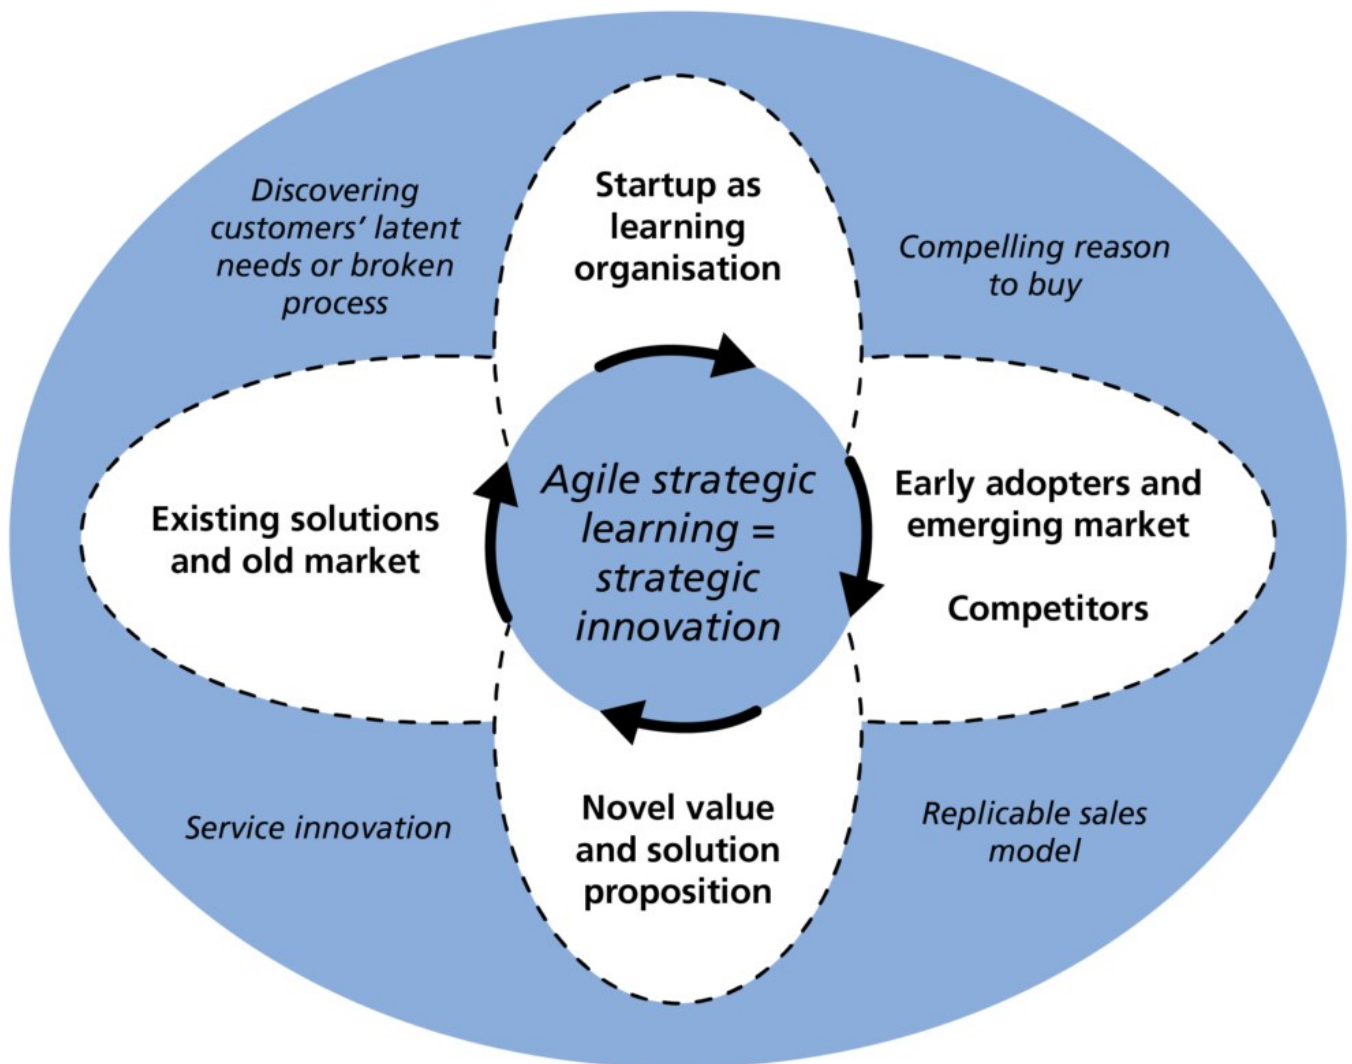 Discovering
customers’ latent
needs or broken
process
Startup as
learning
organisation
Compelling reason
to buy
Existing solutions
and old market
Agile strategic
learning =
strategic
innovation
Early adopters and
emerging market
Competitors
Service innovation
Novel value
and solution
proposition
Replicable sales
model